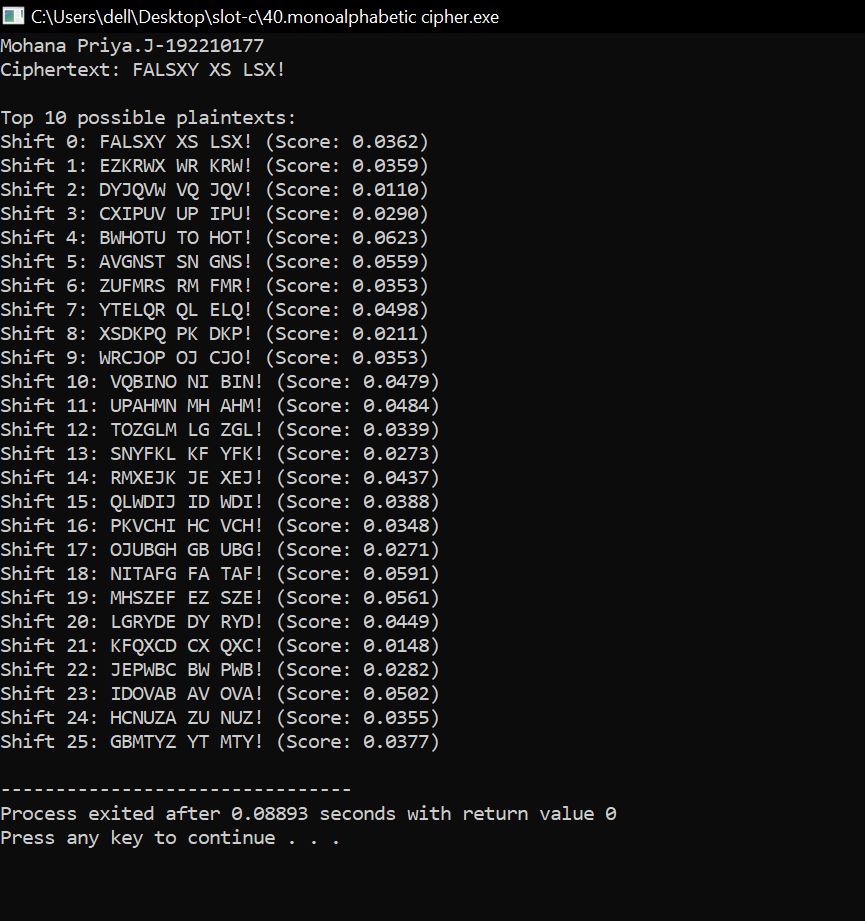 C:\Users\dell\Desktop\slot-c\40.monoalphabetic cipher.exe
Mohana Priya.J-192210177
Ciphertext: FALSXY XS LSX!
Top 10 possible plaintexts:
Shift 0: FALSXY XS LSX! (Score: 0.0362)
Shift 1: EZKRWX WR KRW! (Score: 0.0359)
Shift 2: DYJQVW VQ JQV! (Score: 0.0110)
Shift 3: CXIPUV UP IPU! (Score: 0.0290)
Shift 4: BWHOTU TO HOT! (Score: 0.0623)
Shift 5: AVGNST SN GNS! (Score: 0.0559)
Shift 6: ZUFMRS RM FMR! (Score: 0.0353)
Shift 7: YTELQR QL ELQ! (Score: 0.0498)
Shift 8: XSDKPQ PK DKP! (Score: 0.0211)
Shift 9: WRCJOP OJ CJO! (Score: 0.0353)
Shift 10: VQBINO NI BIN! (Score: 0.0479)
Shift 11: UPAHMN MH AHM! (Score: 0.0484)
Shift 12: TOZGLM LG ZGL! (Score: 0.0339)
Shift 13: SNYFKL KF YFK! (Score: 0.0273)
Shift 14: RMXEJK JE XEJ! (Score: 0.0437)
Shift 15: QLWDIJ ID WDI! (Score: 0.0388)
Shift 16: PKVCHI HC VCH! (Score: 0.0348)
Shift 17: OJUBGH GB UBG! (Score: 0.0271)
Shift 18: NITAFG FA TAF! (Score: 0.0591)
Shift 19: MHSZEF EZ SZE! (Score: 0.0561)
Shift 20: LGRYDE DY RYD! (Score: 0.0449)
Shift 21: KFQXCD CX QXC! (Score: 0.0148)
Shift 22: JEPWBC BW PWB! (Score: 0.0282)
Shift 23: IDOVAB AV OVA! (Score: 0.0502)
Shift 24: HCNUZA ZU NUZ! (Score: 0.0355)
Shift 25: GBMTYZ YT MTY! (Score: 0.0377)
--------------------------------
Process exited after 0.08893 seconds with return value 0
Press any key to continue . . .